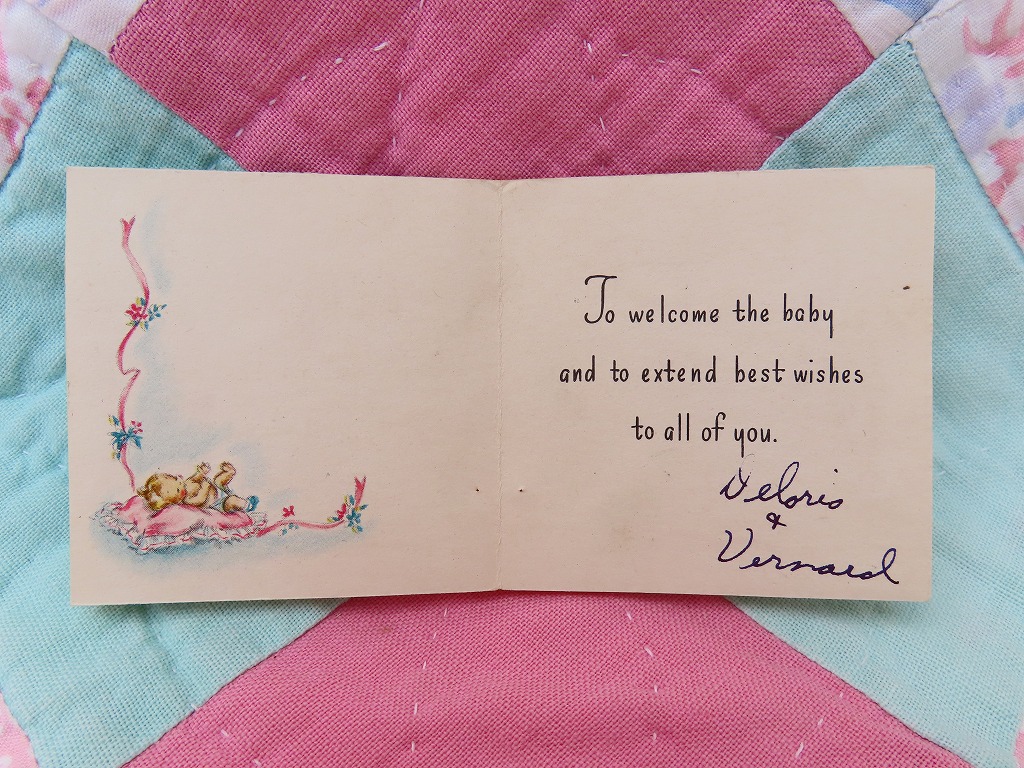 To welcome the baby
and to extend best wishes
to all of you.
Deloris
&
Vernard